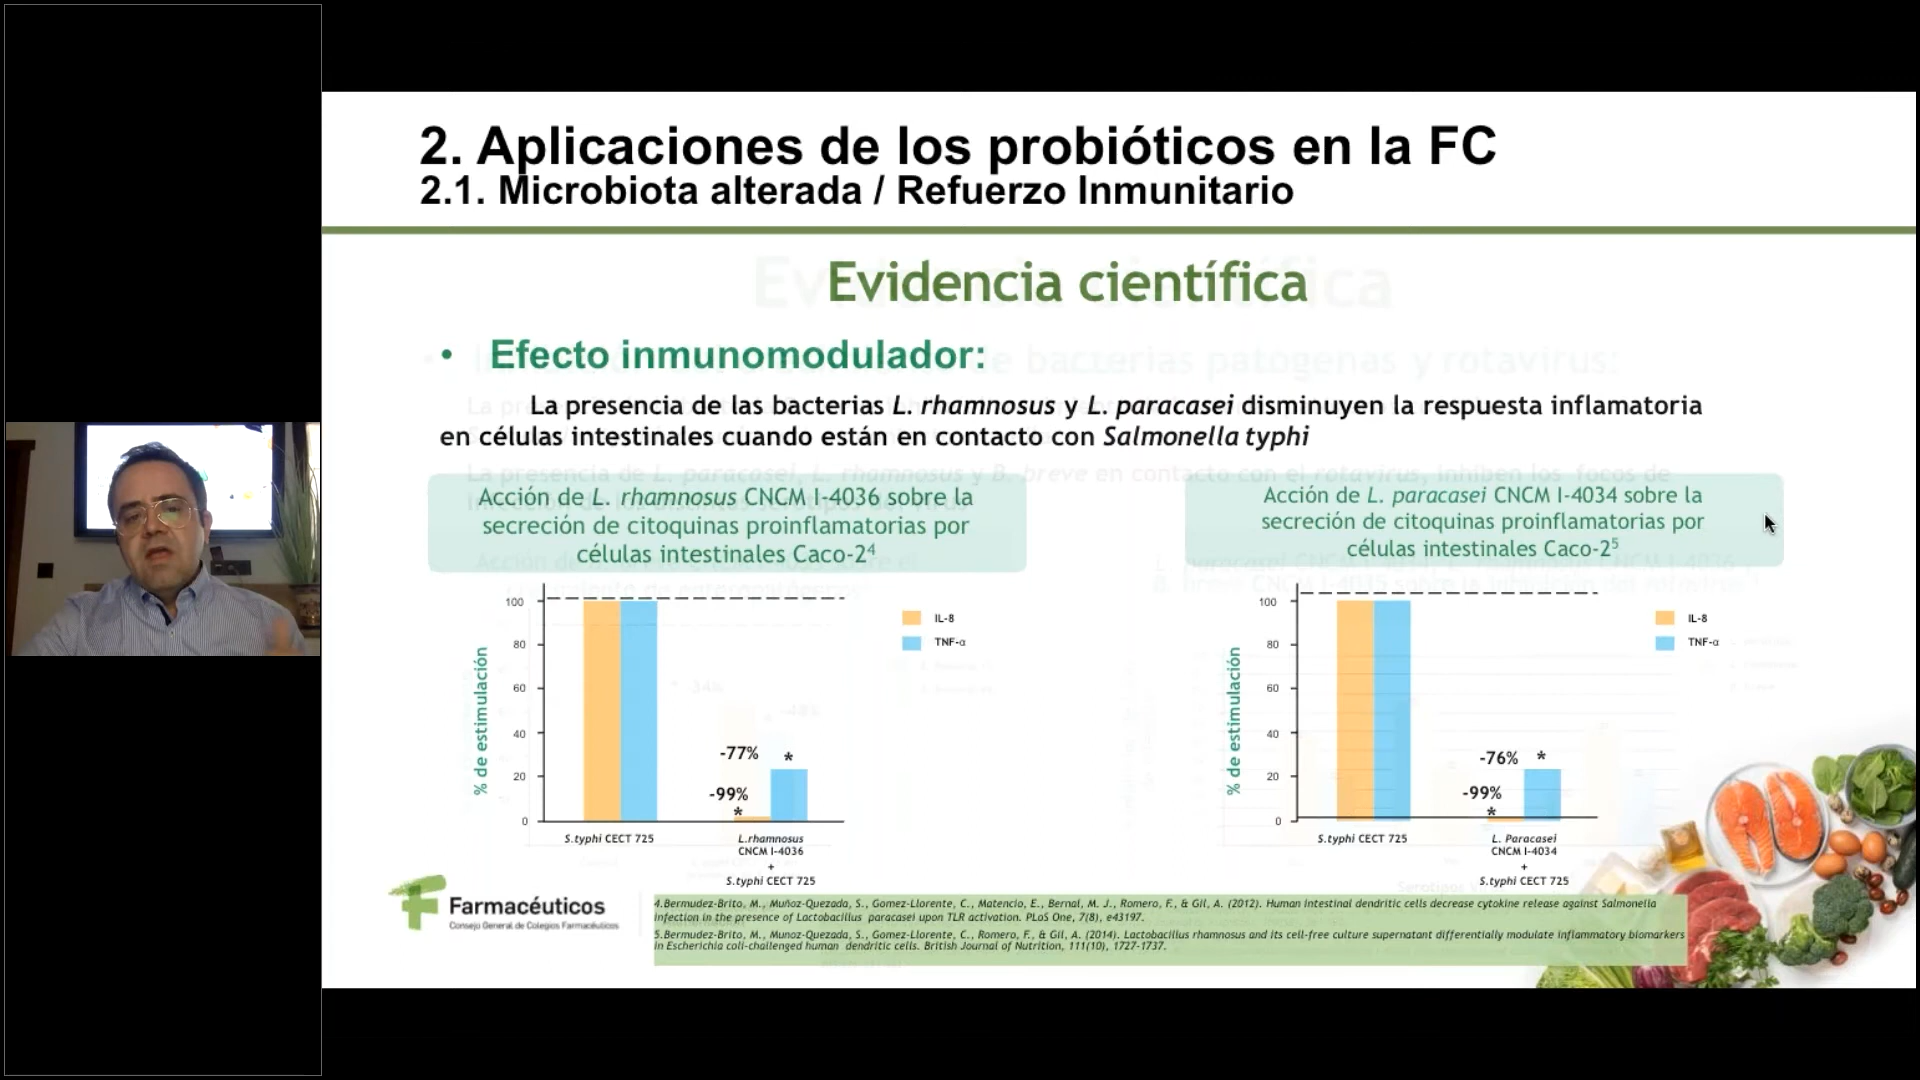 2. Aplicaciones de los probióticos en la FC
2.1. Microbiota alterada / Refuerzo Inmunitario
Evidencia científica
• Efecto inmunomodulador:
La presencia de las bacterias L. rhamnosus y L. paracasei disminuyen la respuesta inflamatoria
en células intestinales cuando están en contacto con Salmonella typhi
Acción de L. rhamnosus CNCM I-4036 sobre la
secreción de citoquinas proinflamatorias por
células intestinales Caco-2⁴
% de estimulación
100
80
60
40
20
0
IL-8
TNF-α
-77%
*
-99%
*
S.typhi CECT 725
L.rhamnosus
CNCM I-4036
+
S.typhi CECT 725
Acción de L. paracasei CNCM I-4034 sobre la
secreción de citoquinas proinflamatorias por
células intestinales Caco-2⁵
% de estimulación
100
80
60
40
20
0
IL-8
TNF-α
-76%
*
-99%
*
S.typhi CECT 725
L. Paracasei
CNCM I-4034
+
S.typhi CECT 725
Farmacéuticos
Consejo General de Colegios Farmacéuticos
4.Bermudez-Brito, M., Muñoz-Quezada, S., Gomez-Llorente, C., Matencio, E., Bernal, M. J., Romero, F., & Gil, A. (2012). Human intestinal dendritic cells decrease cytokine release against Salmonella
infection in the presence of Lactobacillus paracasei upon TLR activation. PLoS One, 7(8), e43197.
5.Bermudez-Brito, M., Munoz-Quezada, S., Gomez-Llorente, C., Romero, F., & Gil, A. (2014). Lactobacillus rhamnosus and its cell-free culture supernatant differentially modulate inflammatory biomarkers
in Escherichia coli-challenged human dendritic cells. British Journal of Nutrition, 111(10), 1727-1737.